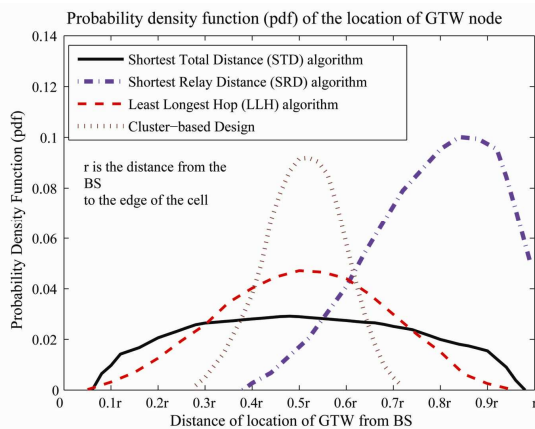 Probability density function (pdf) of the location of GTW node
0.14
0.12
0.1
0.08
0.06
0.04
0.02
0
Probability Density Function (pdf)
Shortest Total Distance (STD) algorithm
Shortest Relay Distance (SRD) algorithm
Least Longest Hop (LLH) algorithm
Cluster-based Design
r is the distance from the
BS
to the edge of the cell
0 0.1r 0.2r 0.3r 0.4r 0.5r 0.6r 0.7r 0.8r 0.9r r
Distance of location of GTW from BS